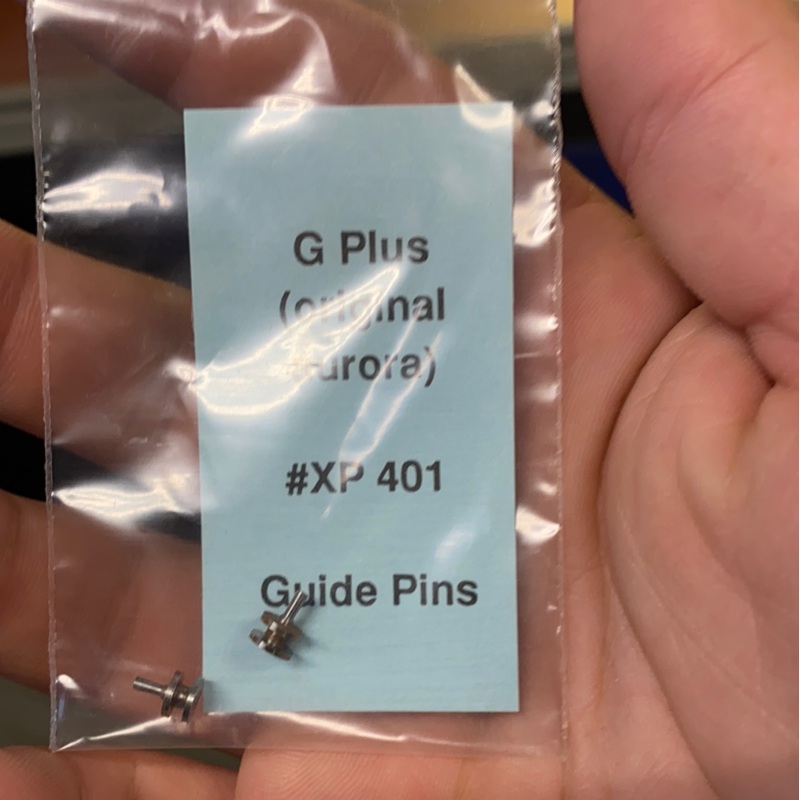 G Plus
(original
aurora)
#XP 401
Guide Pins